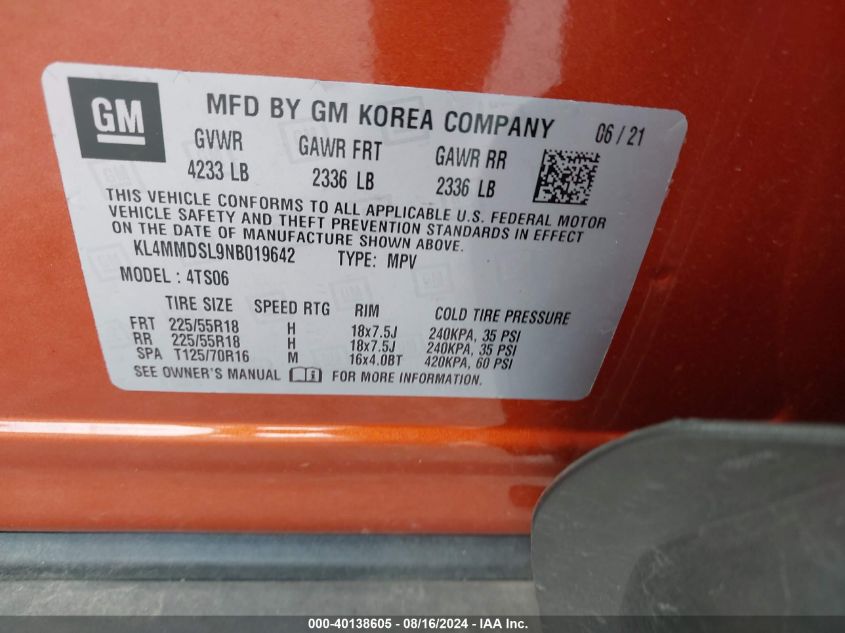 GM
MFD BY GM KOREA COMPANY 06 / 21
GVWR GAWR FRT GAWR RR
4233 LB 2336 LB 2336 LB
THIS VEHICLE CONFORMS TO ALL APPLICABLE U.S. FEDERAL MOTOR
VEHICLE SAFETY AND THEFT PREVENTION STANDARDS IN EFFECT
ON THE DATE OF MANUFACTURE SHOWN ABOVE.
KL4MMDSL9NB019642 TYPE: MPV
MODEL : 4TS06
TIRE SIZE SPEED RTG RIM COLD TIRE PRESSURE
FRT 225/55R18 H 18x7.5J 240KPA, 35 PSI
RR 225/55R18 H 18x7.5J 240KPA, 35 PSI
SPA T125/70R16 M 16x4.0BT 420KPA, 60 PSI
SEE OWNER'S MANUAL FOR MORE INFORMATION.
000-40138605 - 08/16/2024 - IAA Inc.